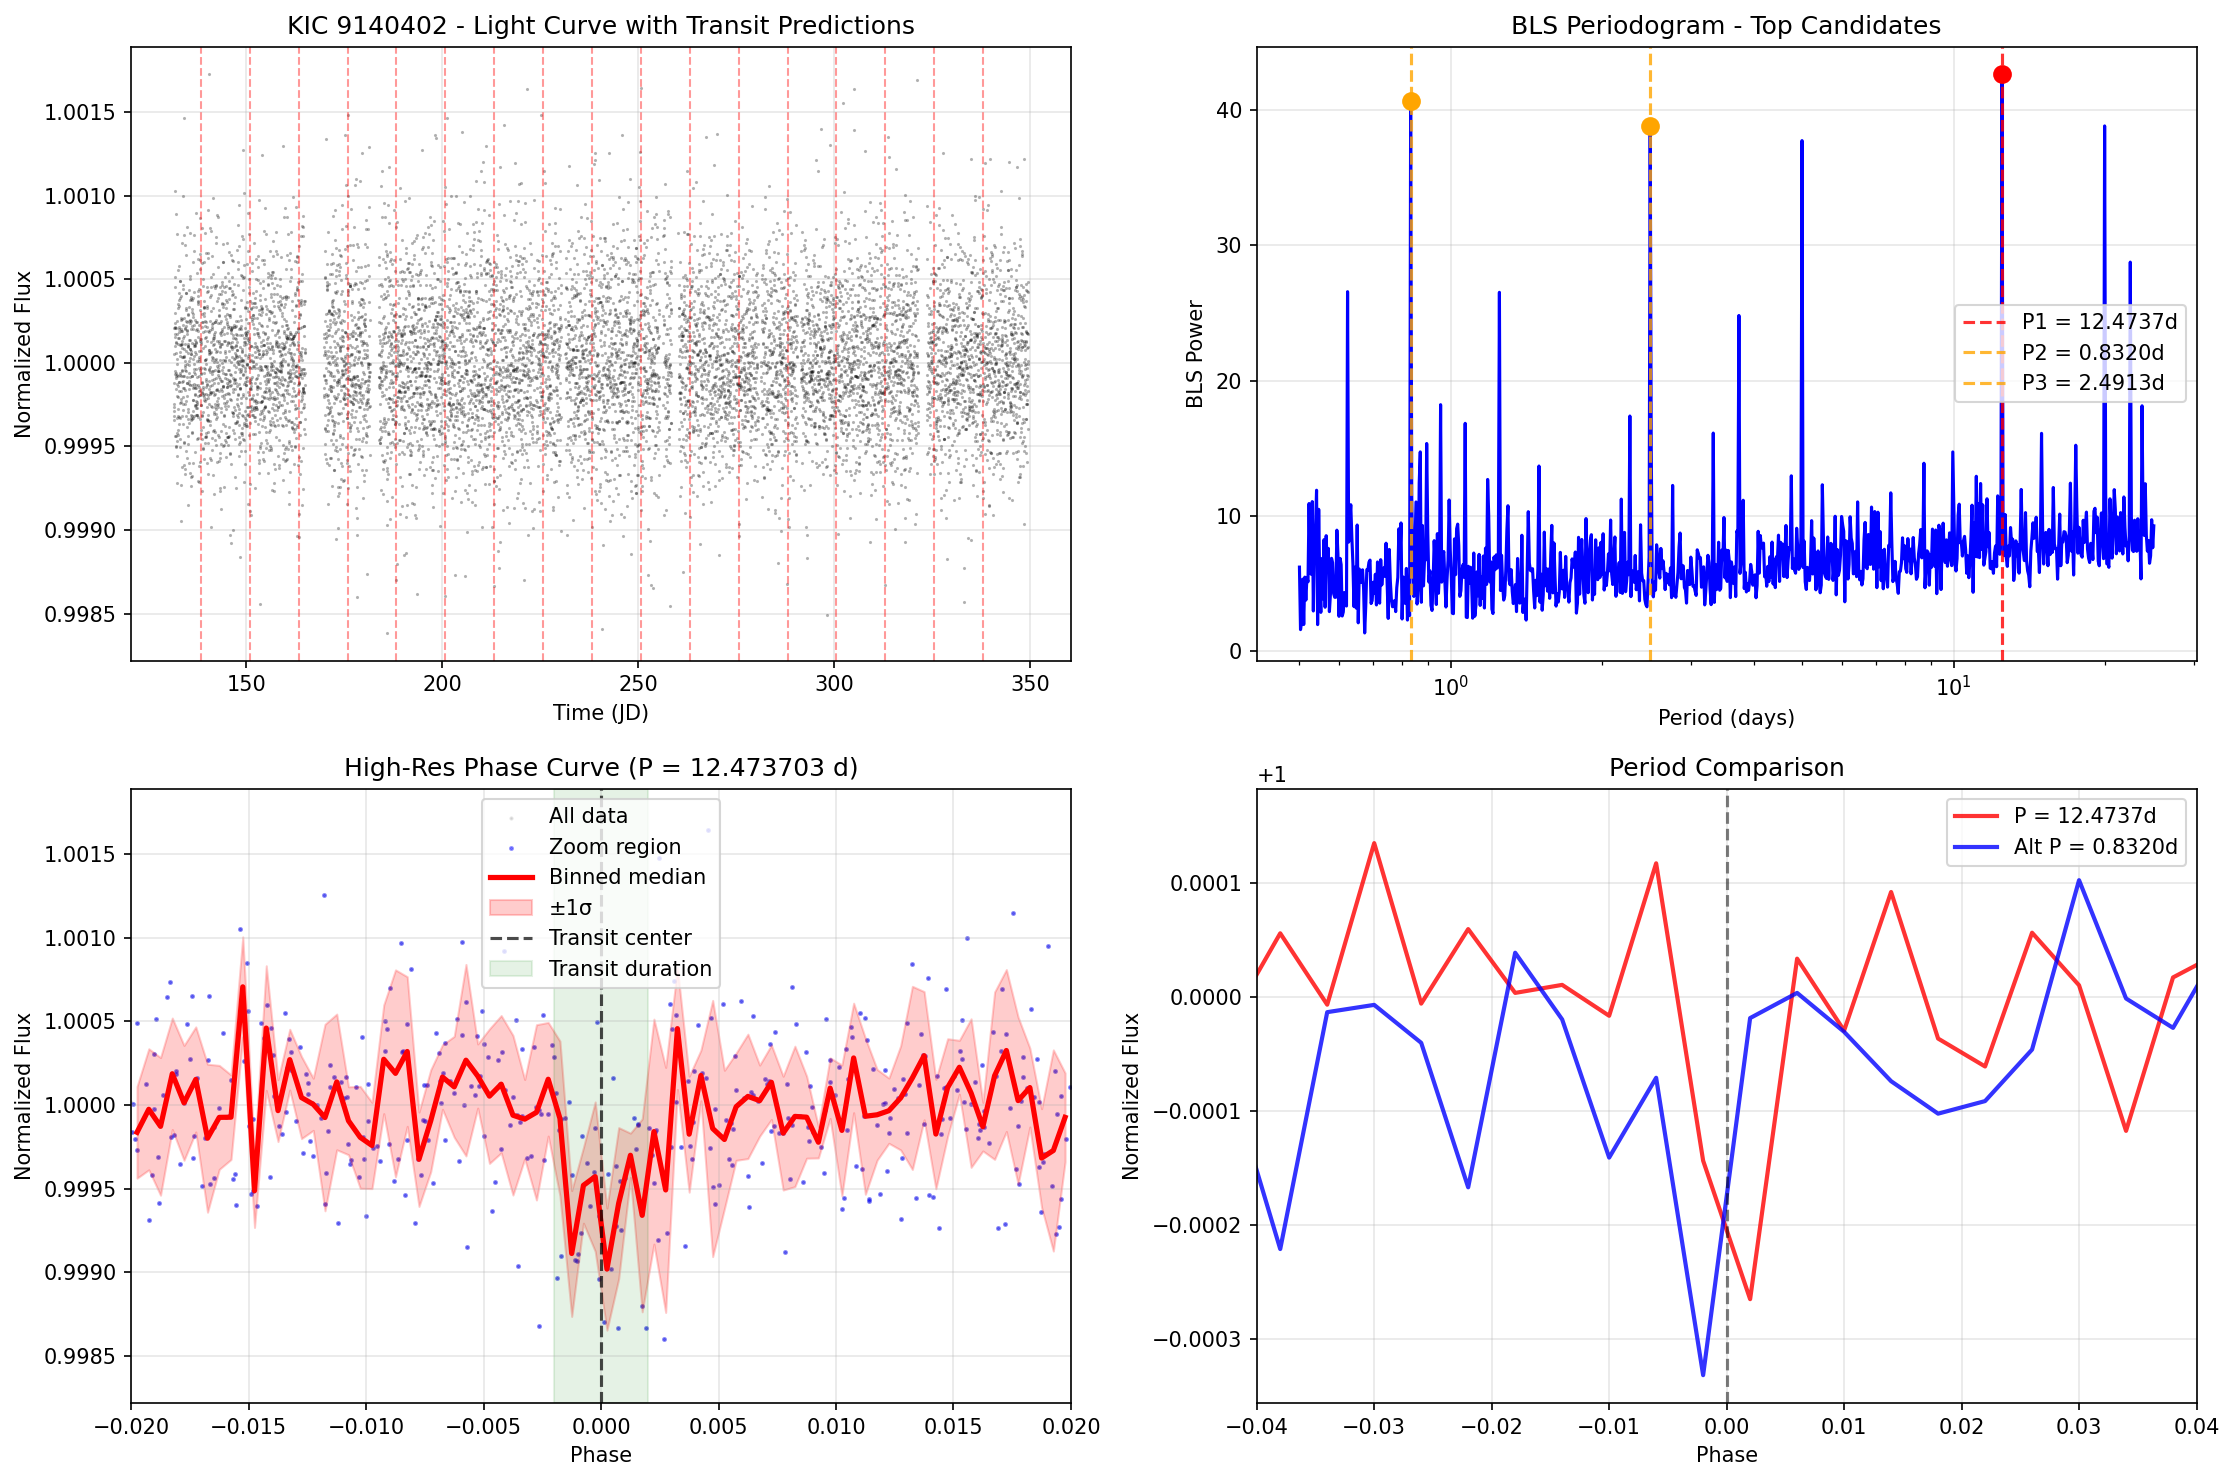 KIC 9140402 - Light Curve with Transit Predictions
Normalized Flux
1.0015
1.0010
1.0005
1.0000
0.9995
0.9990
0.9985
150
200
250
300
350
Time (JD)
BLS Periodogram - Top Candidates
BLS Power
40
30
20
10
0
P1 = 12.4737d
P2 = 0.8320d
P3 = 2.4913d
10⁰
10¹
Period (days)
High-Res Phase Curve (P = 12.473703 d)
Normalized Flux
1.0015
1.0010
1.0005
1.0000
0.9995
0.9990
0.9985
All data
Zoom region
Binned median
±1σ
Transit center
Transit duration
−0.020
−0.015
−0.010
−0.005
0.000
0.005
0.010
0.015
0.020
Phase
Period Comparison
+1
Normalized Flux
0.0001
0.0000
−0.0001
−0.0002
−0.0003
P = 12.4737d
Alt P = 0.8320d
−0.04
−0.03
−0.02
−0.01
0.00
0.01
0.02
0.03
0.04
Phase